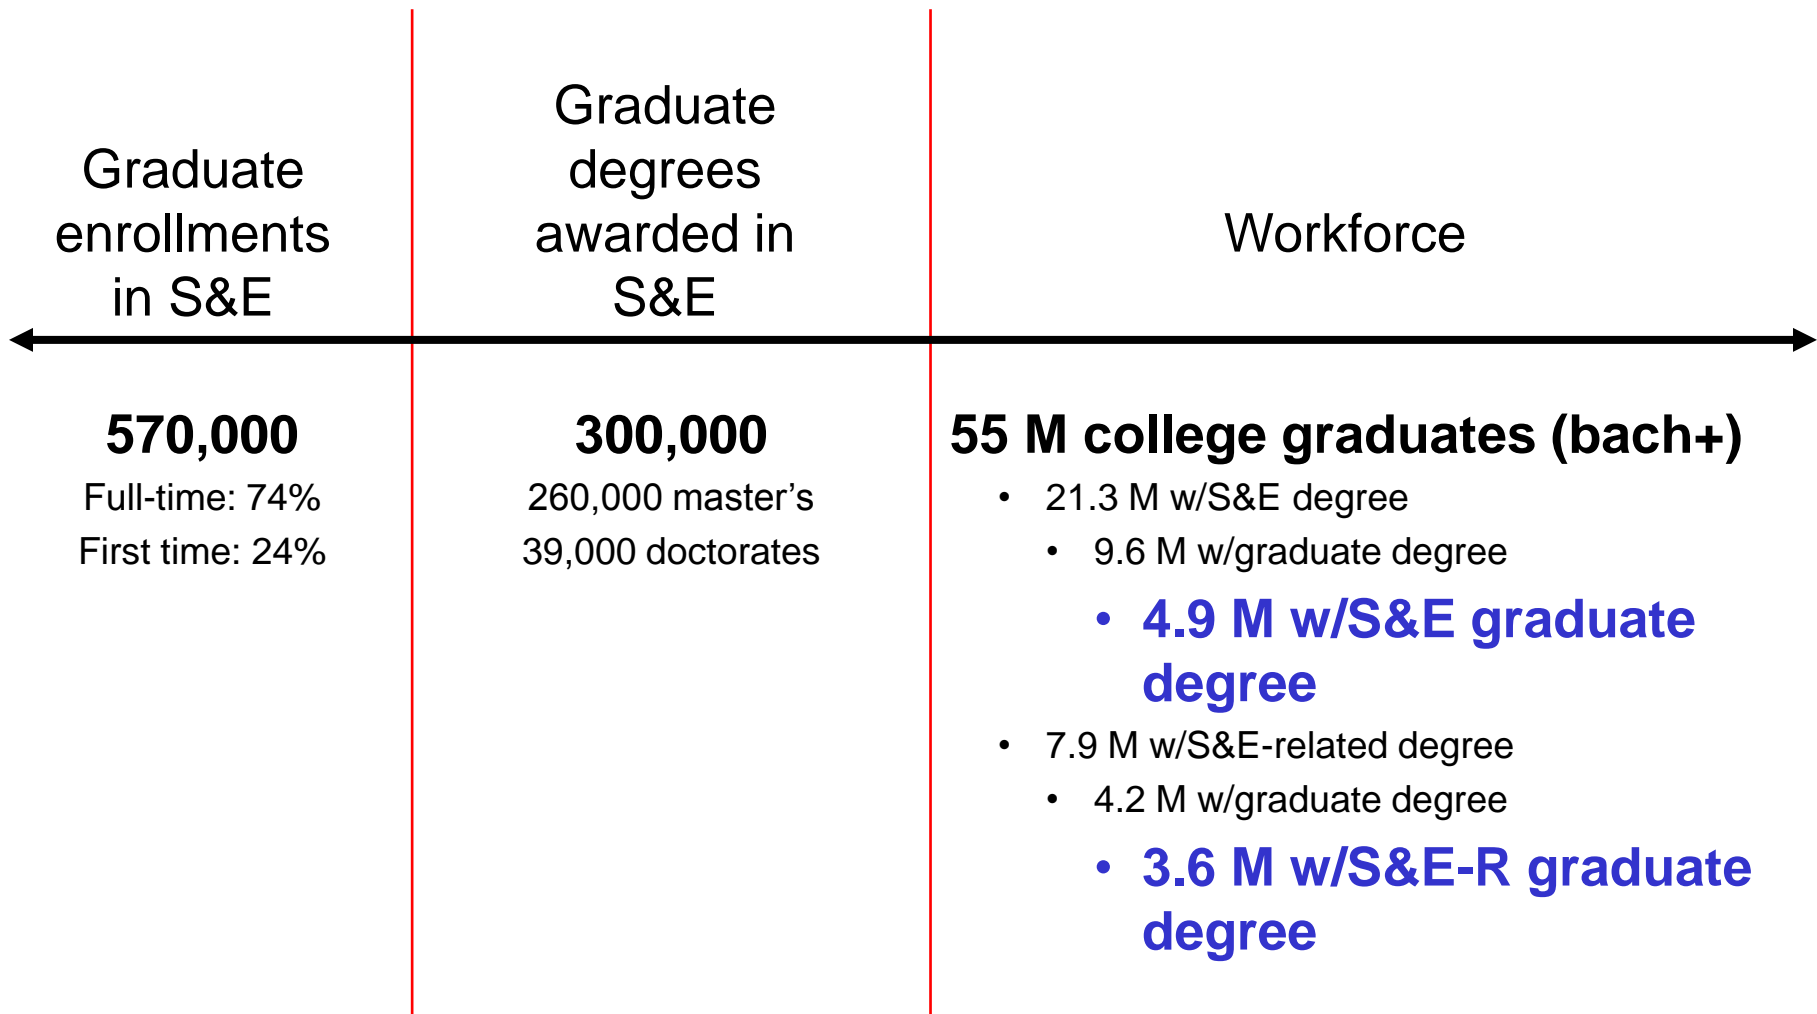 Graduate
enrollments
in S&E
Graduate
degrees
awarded in
S&E
Workforce
570,000
Full-time: 74%
First time: 24%
300,000
260,000 master’s
39,000 doctorates
55 M college graduates (bach+)
• 21.3 M w/S&E degree
• 9.6 M w/graduate degree
• 4.9 M w/S&E graduate
degree
• 7.9 M w/S&E-related degree
• 4.2 M w/graduate degree
• 3.6 M w/S&E-R graduate
degree